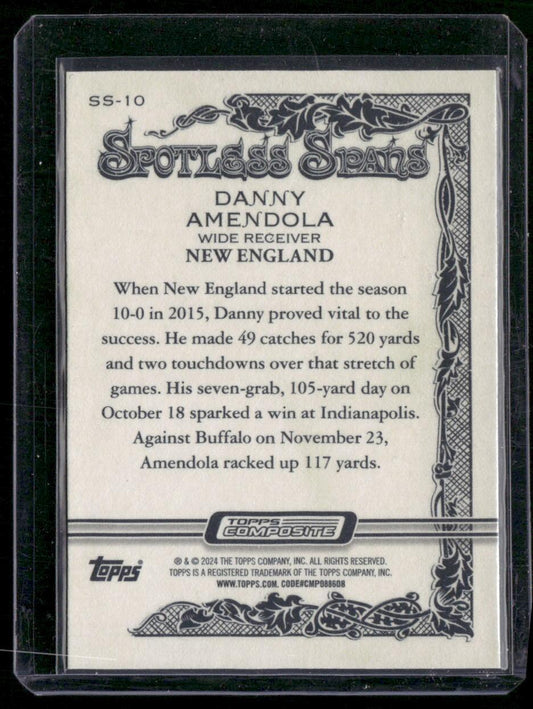 SS-10
SPOTLESS SPANS
DANNY
AMENDOLA
WIDE RECEIVER
NEW ENGLAND
When New England started the season
10-0 in 2015, Danny proved vital to the
success. He made 49 catches for 520 yards
and two touchdowns over that stretch of
games. His seven-grab, 105-yard day on
October 18 sparked a win at Indianapolis.
Against Buffalo on November 23,
Amendola racked up 117 yards.
TOPPS
COMPOSITE
Topps
® & © 2024 THE TOPPS COMPANY, INC. ALL RIGHTS RESERVED.
TOPPS IS A REGISTERED TRADEMARK OF THE TOPPS COMPANY, INC.
WWW.TOPPS.COM. CODE#CMP088608